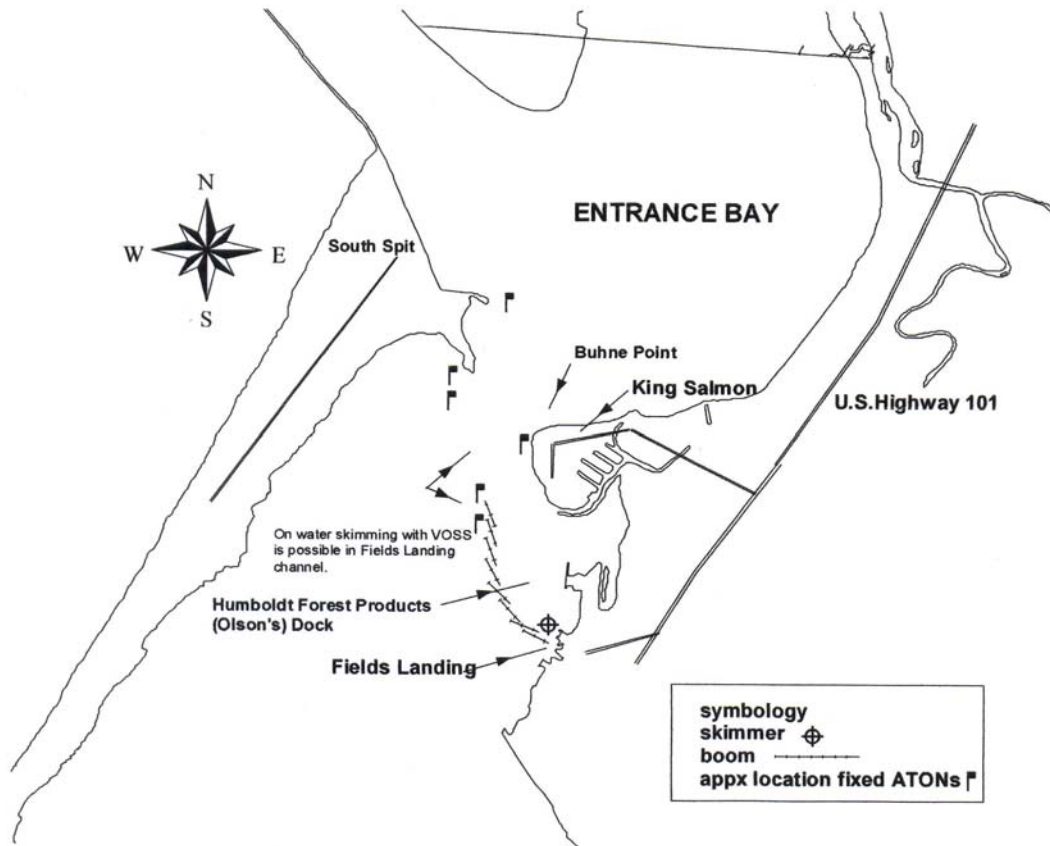 N
W
E
S
ENTRANCE BAY
South Spit
Buhne Point
King Salmon
U.S.Highway 101
On water skimming with VOSS
is possible in Fields Landing
channel.
Humboldt Forest Products
(Olson's) Dock
Fields Landing
symbology
skimmer
boom
appx location fixed ATONs